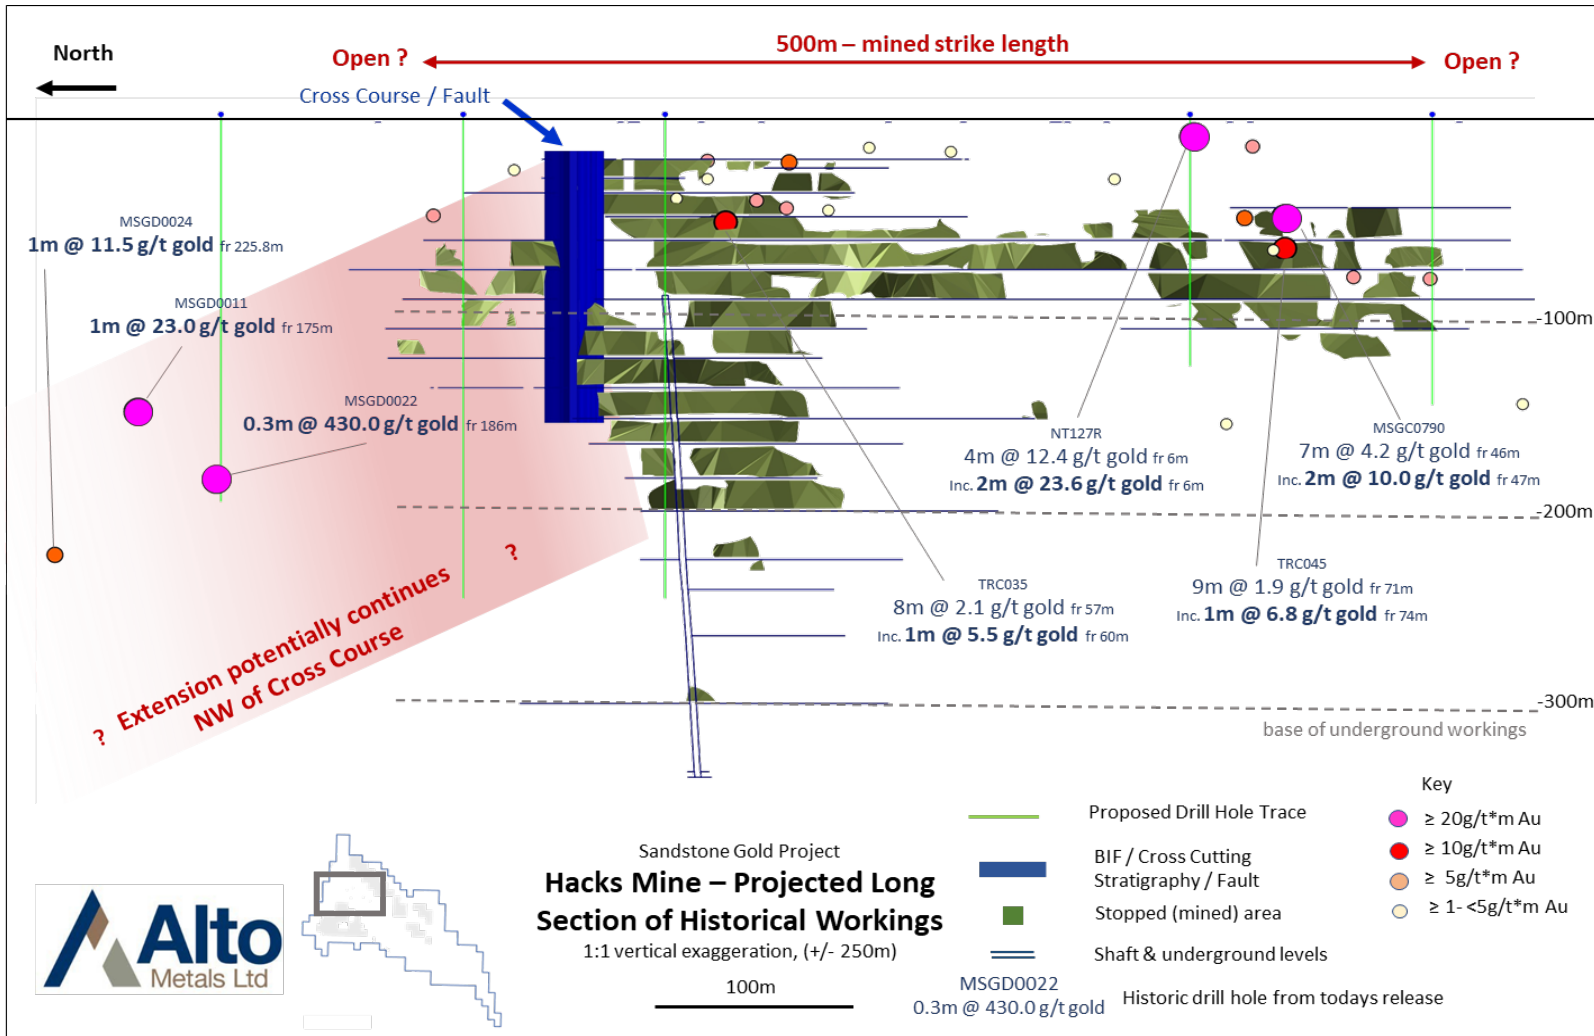 North
Open ?
500m – mined strike length
Open ?
Cross Course / Fault
MSGD0024
1m @ 11.5 g/t gold fr 225.8m
MSGD0011
1m @ 23.0 g/t gold fr 175m
MSGD0022
0.3m @ 430.0 g/t gold fr 186m
-100m
NT127R
4m @ 12.4 g/t gold fr 6m
Inc. 2m @ 23.6 g/t gold fr 6m
MSGC0790
7m @ 4.2 g/t gold fr 46m
Inc. 2m @ 10.0 g/t gold fr 47m
-200m
TRC035
8m @ 2.1 g/t gold fr 57m
Inc. 1m @ 5.5 g/t gold fr 60m
TRC045
9m @ 1.9 g/t gold fr 71m
Inc. 1m @ 6.8 g/t gold fr 74m
?
? Extension potentially continues
NW of Cross Course
-300m
base of underground workings
Alto
Metals Ltd
Sandstone Gold Project
Hacks Mine – Projected Long
Section of Historical Workings
1:1 vertical exaggeration, (+/- 250m)
100m
Proposed Drill Hole Trace
BIF / Cross Cutting
Stratigraphy / Fault
Stopped (mined) area
Shaft & underground levels
MSGD0022
0.3m @ 430.0 g/t gold
Historic drill hole from todays release
Key
≥ 20g/t*m Au
≥ 10g/t*m Au
≥ 5g/t*m Au
≥ 1- <5g/t*m Au